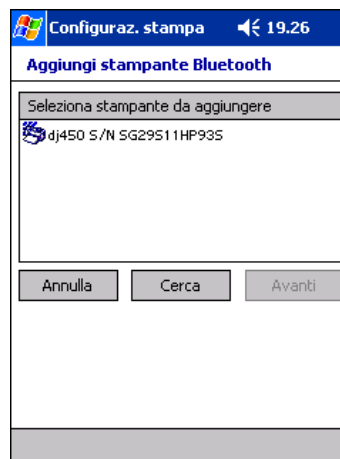 Configuraz. stampa 19.26
Aggiungi stampante Bluetooth
Seleziona stampante da aggiungere
dj450 S/N SG29S11HP93S
Annulla Cerca Avanti